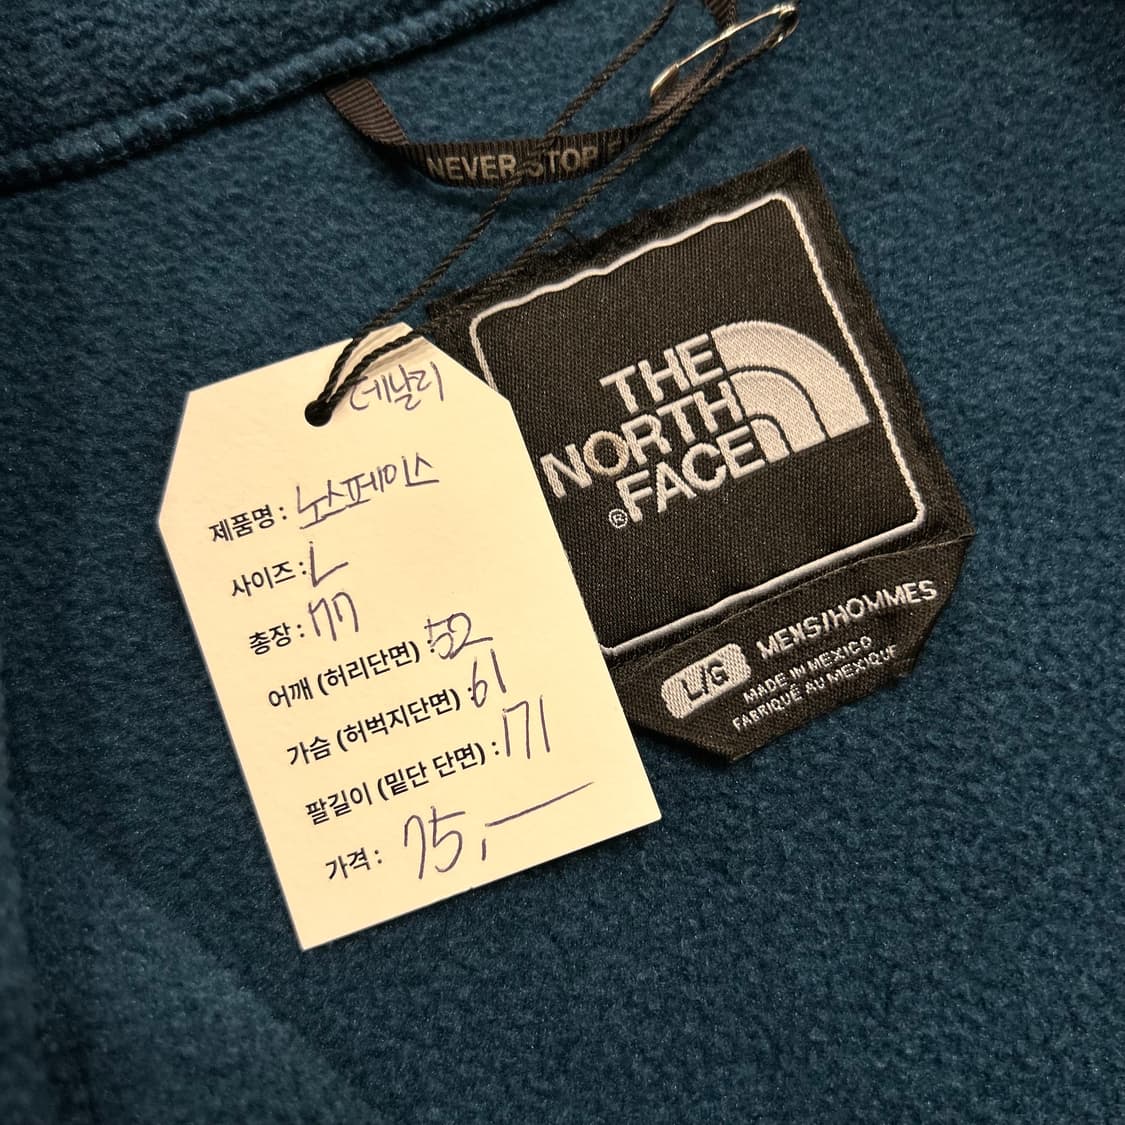 NEVER STOP
THE
NORTH
FACE
®
L/G MENS/HOMMES
MADE IN MEXICO
FABRIQUÉ AU MEXIQUE
데날리
제품명 : 노스페이스
사이즈 : L
총장 : 77
어깨 (허리단면) : 52
가슴 (허벅지단면) : 61
팔길이 (밑단 단면) : 71
가격 : 75,—